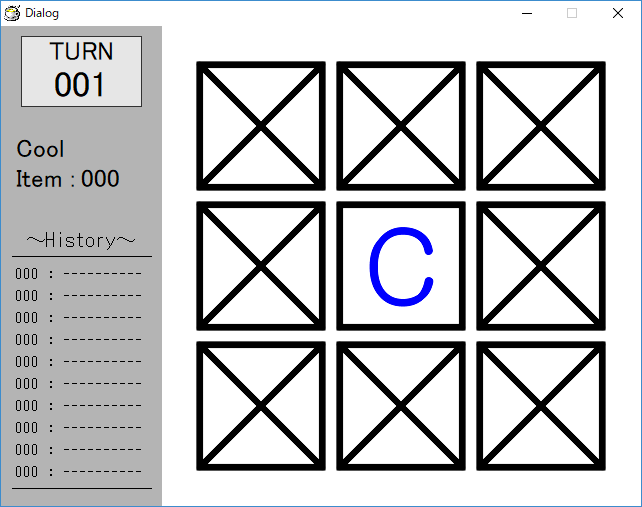 Dialog
TURN
001
Cool
Item : 000
～History～
000 : ---------
000 : ---------
000 : ---------
000 : ---------
000 : ---------
000 : ---------
000 : ---------
000 : ---------
000 : ---------
000 : ---------
C